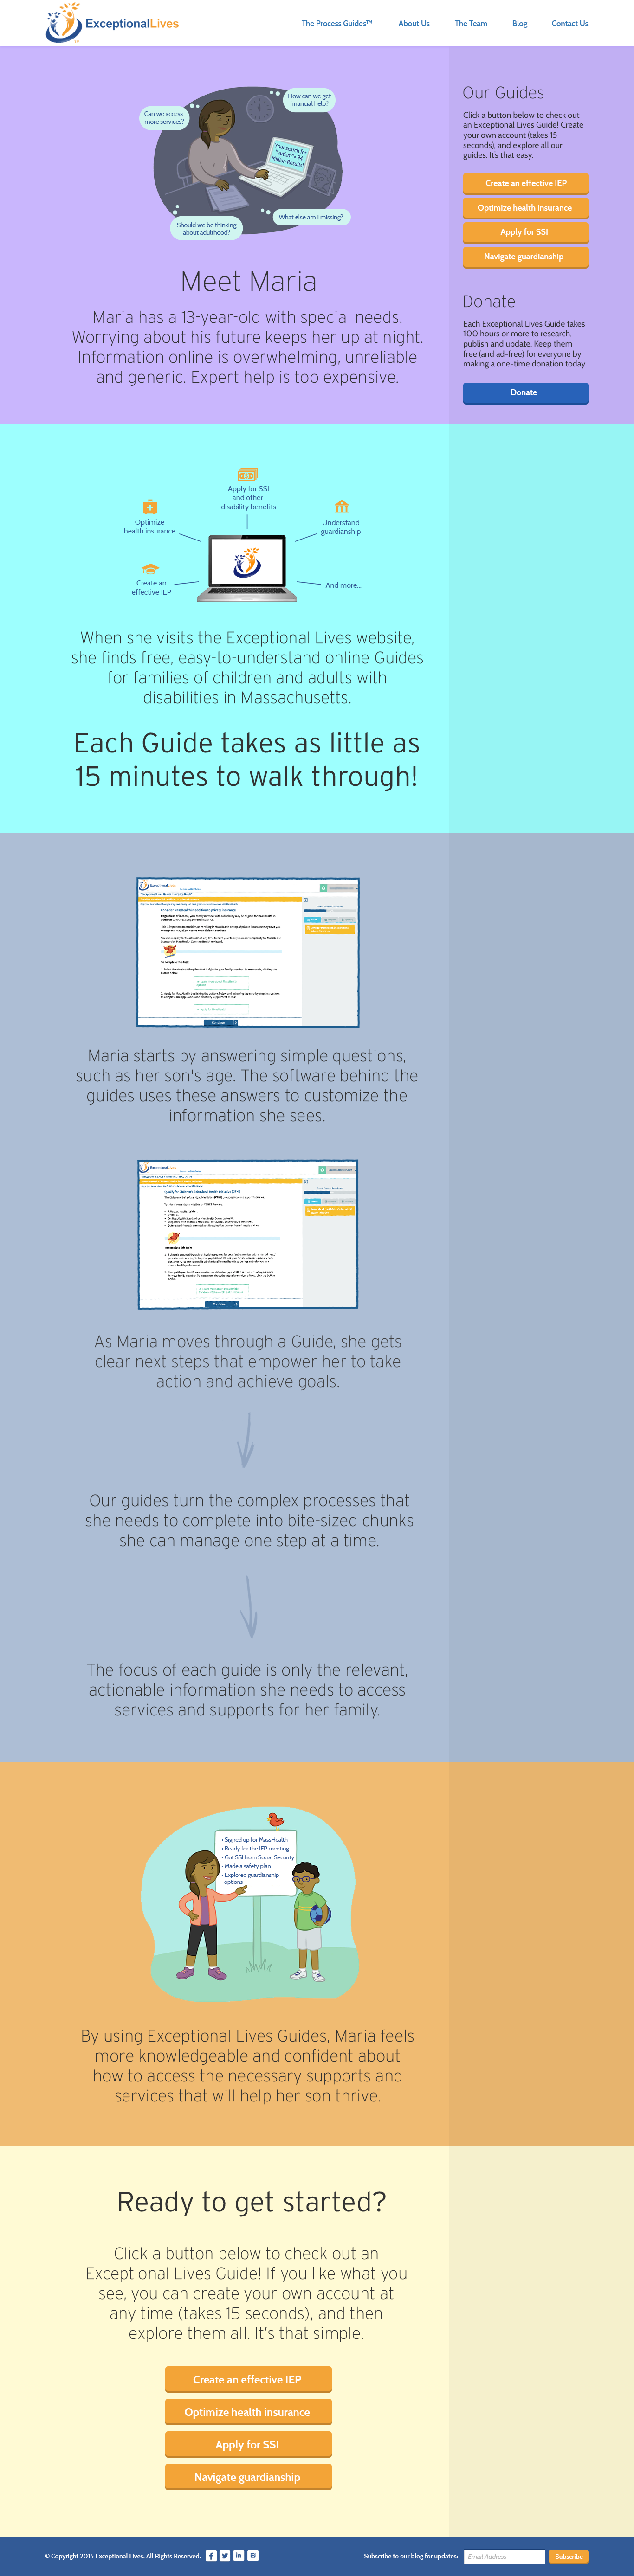 ExceptionalLives
The Process Guides™
About Us
The Team
Blog
Contact Us
Can we access
more services?
How can we get
financial help?
Your search for
"autism"= 94
Million Results!
Should we be thinking
about adulthood?
What else am I missing?
Meet Maria
Maria has a 13-year-old with special needs.
Worrying about his future keeps her up at night.
Information online is overwhelming, unreliable
and generic. Expert help is too expensive.
Our Guides
Click a button below to check out
an Exceptional Lives Guide! Create
your own account (takes 15
seconds), and explore all our
guides. It's that easy.
Create an effective IEP
Optimize health insurance
Apply for SSI
Navigate guardianship
Donate
Each Exceptional Lives Guide takes
100 hours or more to research,
publish and update. Keep them
free (and ad-free) for everyone by
making a one-time donation today.
Donate
Apply for SSI
and other
disability benefits
Optimize
health insurance
Understand
guardianship
Create an
effective IEP
And more...
When she visits the Exceptional Lives website,
she finds free, easy-to-understand online Guides
for families of children and adults with
disabilities in Massachusetts.
Each Guide takes as little as
15 minutes to walk through!
ExceptionalLives
Continue
Maria starts by answering simple questions,
such as her son's age. The software behind the
guides uses these answers to customize the
information she sees.
ExceptionalLives
Continue
As Maria moves through a Guide, she gets
clear next steps that empower her to take
action and achieve goals.
Our guides turn the complex processes that
she needs to complete into bite-sized chunks
she can manage one step at a time.
The focus of each guide is only the relevant,
actionable information she needs to access
services and supports for her family.
• Signed up for MassHealth
• Ready for the IEP meeting
• Got SSI from Social Security
• Made a safety plan
• Explored guardianship
options
By using Exceptional Lives Guides, Maria feels
more knowledgeable and confident about
how to access the necessary supports and
services that will help her son thrive.
Ready to get started?
Click a button below to check out an
Exceptional Lives Guide! If you like what you
see, you can create your own account at
any time (takes 15 seconds), and then
explore them all. It's that simple.
Create an effective IEP
Optimize health insurance
Apply for SSI
Navigate guardianship
© Copyright 2015 Exceptional Lives. All Rights Reserved.
Subscribe to our blog for updates:
Email Address
Subscribe